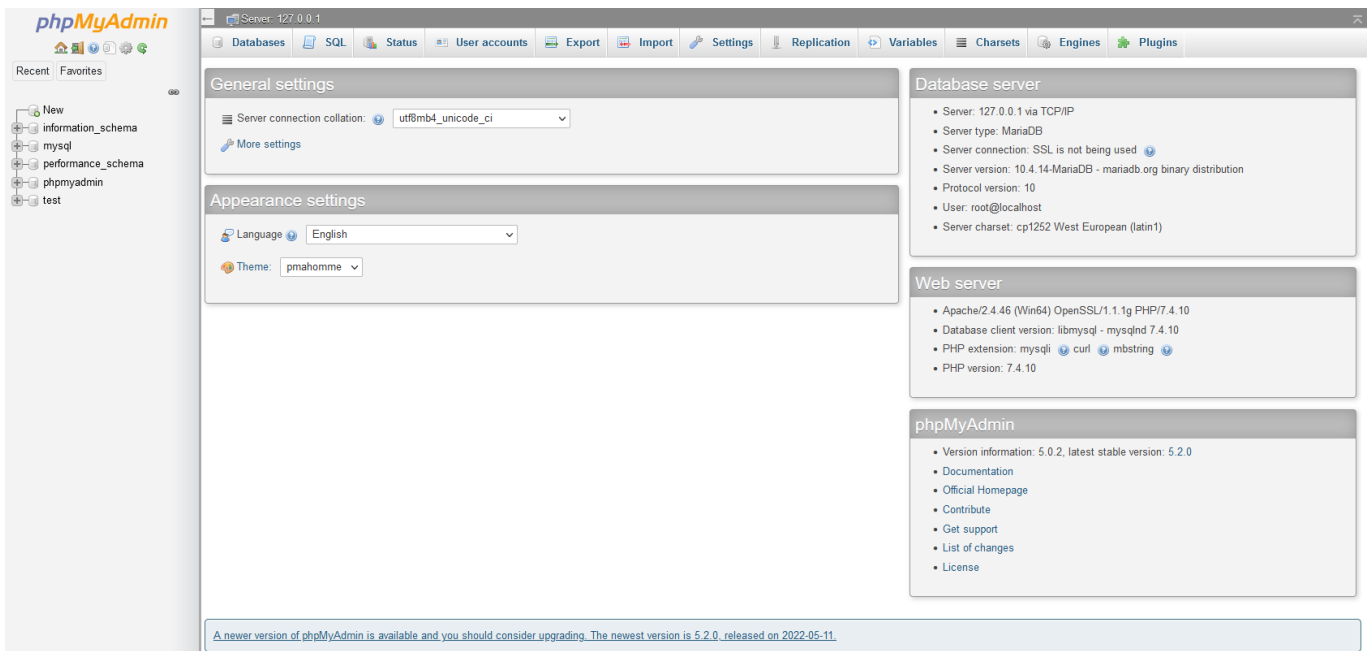 phpMyAdmin
Recent Favorites
New
information_schema
mysql
performance_schema
phpmyadmin
test
Server: 127.0.0.1
Databases SQL Status User accounts Export Import Settings Replication Variables Charsets Engines Plugins
General settings
Server connection collation: utf8mb4_unicode_ci
More settings
Appearance settings
Language English
Theme: pmahomme
Database server
• Server: 127.0.0.1 via TCP/IP
• Server type: MariaDB
• Server connection: SSL is not being used
• Server version: 10.4.14-MariaDB - mariadb.org binary distribution
• Protocol version: 10
• User: root@localhost
• Server charset: cp1252 West European (latin1)
Web server
• Apache/2.4.46 (Win64) OpenSSL/1.1.1g PHP/7.4.10
• Database client version: libmysql - mysqlnd 7.4.10
• PHP extension: mysqli curl mbstring
• PHP version: 7.4.10
phpMyAdmin
• Version information: 5.0.2, latest stable version: 5.2.0
• Documentation
• Official Homepage
• Contribute
• Get support
• List of changes
• License
A newer version of phpMyAdmin is available and you should consider upgrading. The newest version is 5.2.0, released on 2022-05-11.